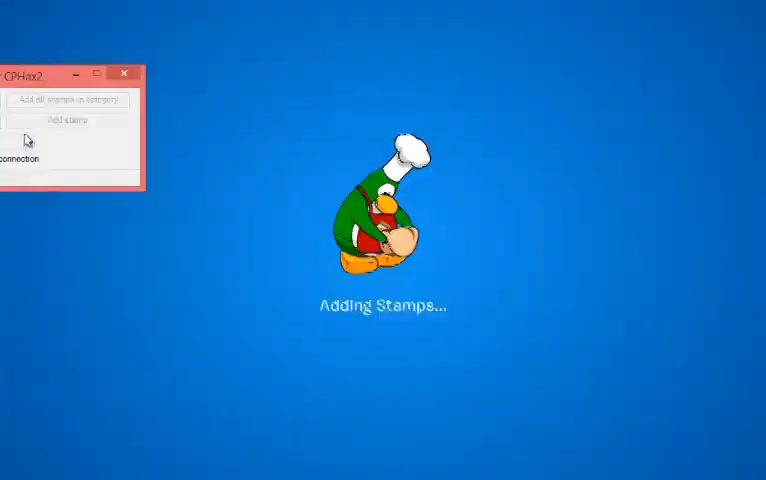 CPHax2
Add all stamps in category
Add stamp
connection
Adding Stamps...